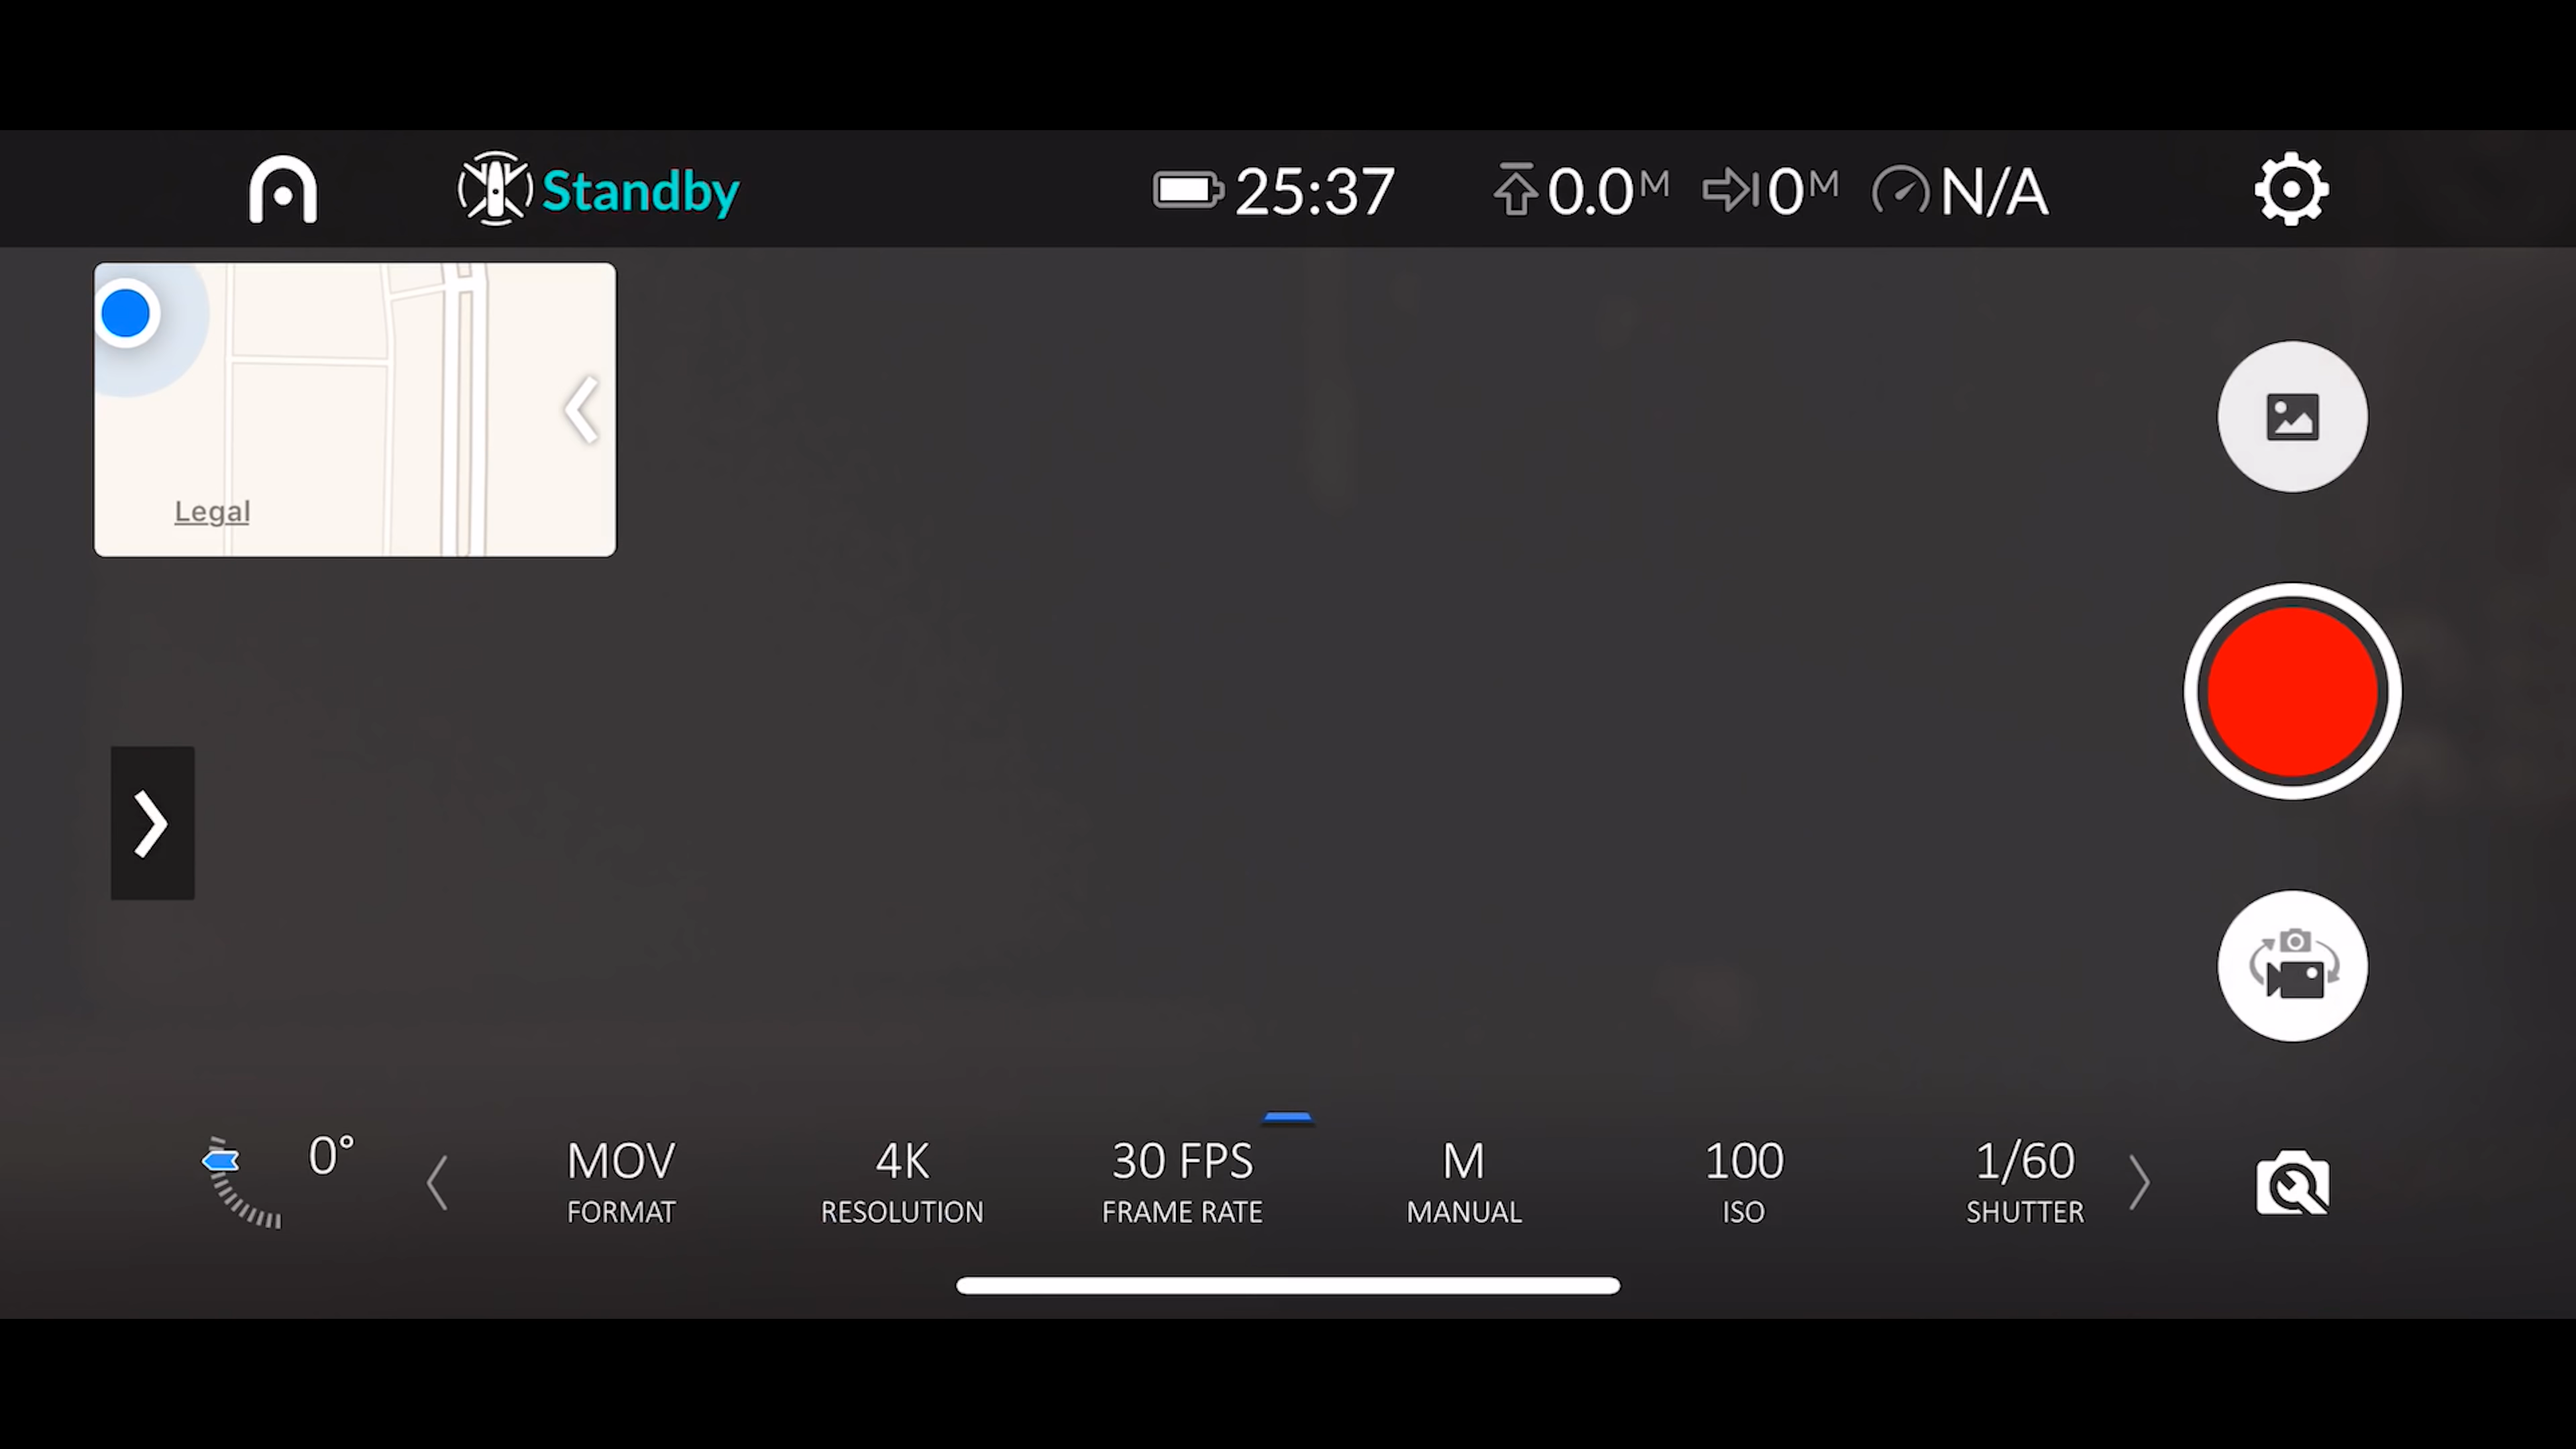 Standby 25:37 0.0M 0M N/A
Legal
0° MOV 4K 30 FPS M 100 1/60
FORMAT RESOLUTION FRAME RATE MANUAL ISO SHUTTER